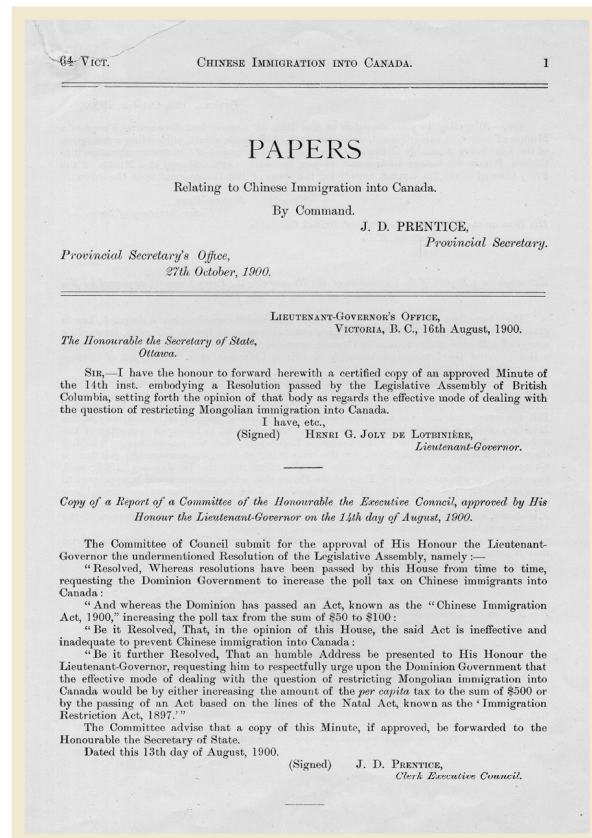 64 VICT. CHINESE IMMIGRATION INTO CANADA. 1
PAPERS
Relating to Chinese Immigration into Canada.
By Command.
J. D. PRENTICE,
Provincial Secretary.
Provincial Secretary's Office,
27th October, 1900.
LIEUTENANT-GOVERNOR'S OFFICE,
VICTORIA, B. C., 16th August, 1900.
The Honourable the Secretary of State,
Ottawa.
SIR,—I have the honour to forward herewith a certified copy of an approved Minute of
the 14th inst. embodying a Resolution passed by the Legislative Assembly of British
Columbia, setting forth the opinion of that body as regards the effective mode of dealing with
the question of restricting Mongolian immigration into Canada.
I have, etc.,
(Signed) HENRI G. JOLY DE LOTBINIÈRE,
Lieutenant-Governor.
Copy of a Report of a Committee of the Honourable the Executive Council, approved by His
Honour the Lieutenant-Governor on the 14th day of August, 1900.
The Committee of Council submit for the approval of His Honour the Lieutenant-
Governor the undermentioned Resolution of the Legislative Assembly, namely :—
"Resolved, Whereas resolutions have been passed by this House from time to time,
requesting the Dominion Government to increase the poll tax on Chinese immigrants into
Canada :
"And whereas the Dominion has passed an Act, known as the "Chinese Immigration
Act, 1900," increasing the poll tax from the sum of $50 to $100 :
"Be it Resolved, That, in the opinion of this House, the said Act is ineffective and
inadequate to prevent Chinese immigration into Canada :
"Be it further Resolved, That an humble Address be presented to His Honour the
Lieutenant-Governor, requesting him to respectfully urge upon the Dominion Government that
the effective mode of dealing with the question of restricting Mongolian immigration into
Canada would be by either increasing the amount of the per capita tax to the sum of $500 or
by the passing of an Act based on the lines of the Natal Act, known as the 'Immigration
Restriction Act, 1897.'"
The Committee advise that a copy of this Minute, if approved, be forwarded to the
Honourable the Secretary of State.
Dated this 13th day of August, 1900.
(Signed) J. D. PRENTICE,
Clerk Executive Council.